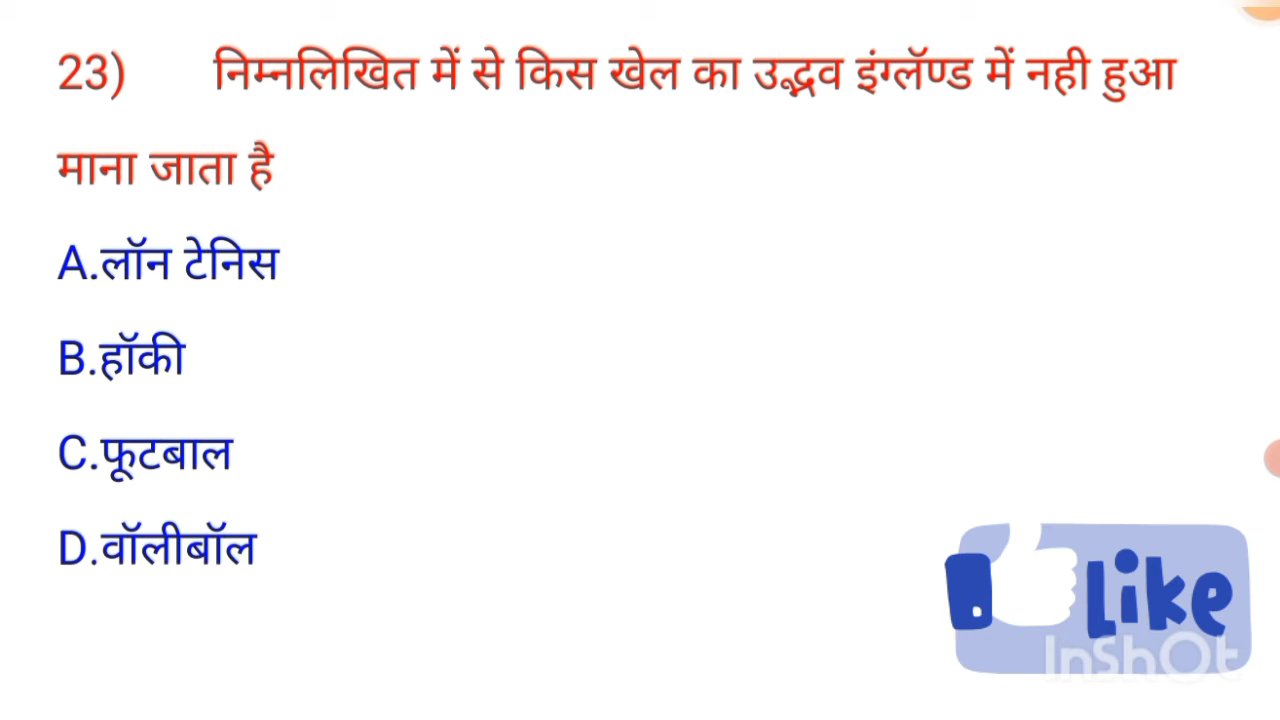 23) निम्नलिखित में से किस खेल का उद्भव इंग्लॅण्ड में नही हुआ
माना जाता है
A.लॉन टेनिस
B.हॉकी
C.फूटबाल
D.वॉलीबॉल
Like
InShOt